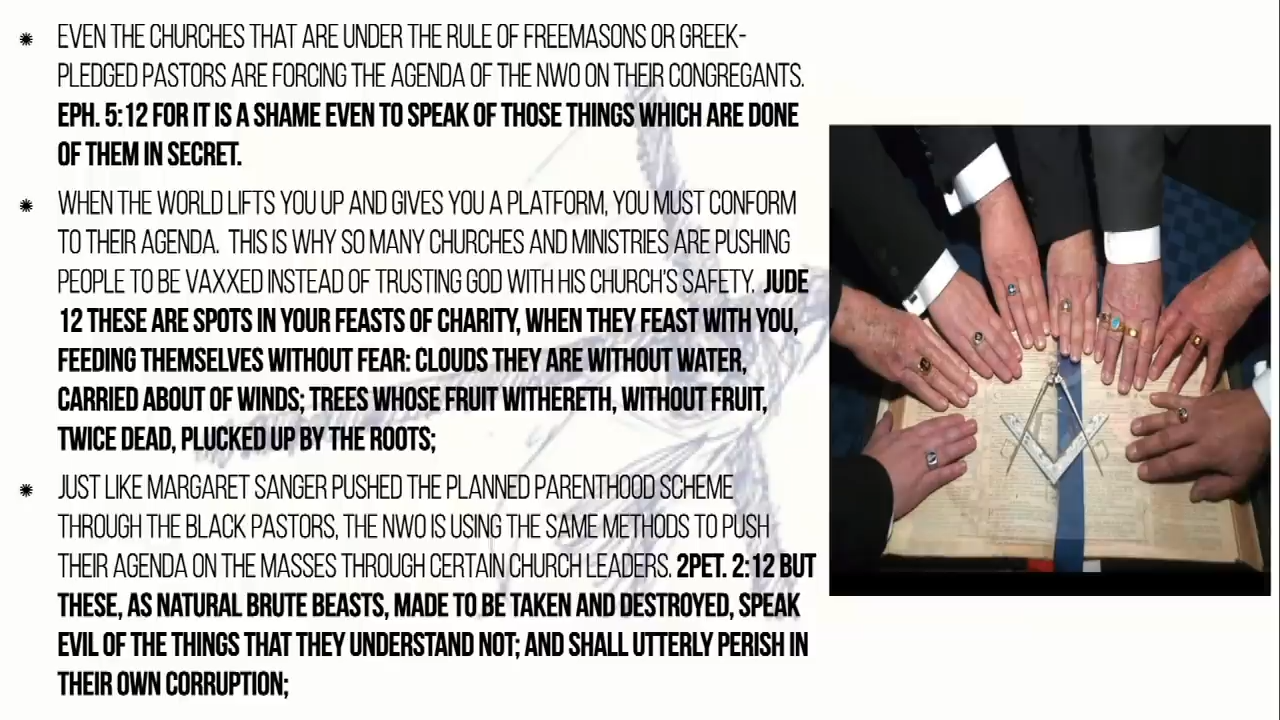 EVEN THE CHURCHES THAT ARE UNDER THE RULE OF FREEMASONS OR GREEK-
PLEDGED PASTORS ARE FORCING THE AGENDA OF THE NWO ON THEIR CONGREGANTS.
EPH. 5:12 FOR IT IS A SHAME EVEN TO SPEAK OF THOSE THINGS WHICH ARE DONE
OF THEM IN SECRET.
WHEN THE WORLD LIFTS YOU UP AND GIVES YOU A PLATFORM, YOU MUST CONFORM
TO THEIR AGENDA. THIS IS WHY SO MANY CHURCHES AND MINISTRIES ARE PUSHING
PEOPLE TO BE VAXXED INSTEAD OF TRUSTING GOD WITH HIS CHURCH'S SAFETY. JUDE
12 THESE ARE SPOTS IN YOUR FEASTS OF CHARITY, WHEN THEY FEAST WITH YOU,
FEEDING THEMSELVES WITHOUT FEAR: CLOUDS THEY ARE WITHOUT WATER,
CARRIED ABOUT OF WINDS; TREES WHOSE FRUIT WITHERETH, WITHOUT FRUIT,
TWICE DEAD, PLUCKED UP BY THE ROOTS;
JUST LIKE MARGARET SANGER PUSHED THE PLANNED PARENTHOOD SCHEME
THROUGH THE BLACK PASTORS, THE NWO IS USING THE SAME METHODS TO PUSH
THEIR AGENDA ON THE MASSES THROUGH CERTAIN CHURCH LEADERS. 2PET. 2:12 BUT
THESE, AS NATURAL BRUTE BEASTS, MADE TO BE TAKEN AND DESTROYED, SPEAK
EVIL OF THE THINGS THAT THEY UNDERSTAND NOT; AND SHALL UTTERLY PERISH IN
THEIR OWN CORRUPTION;